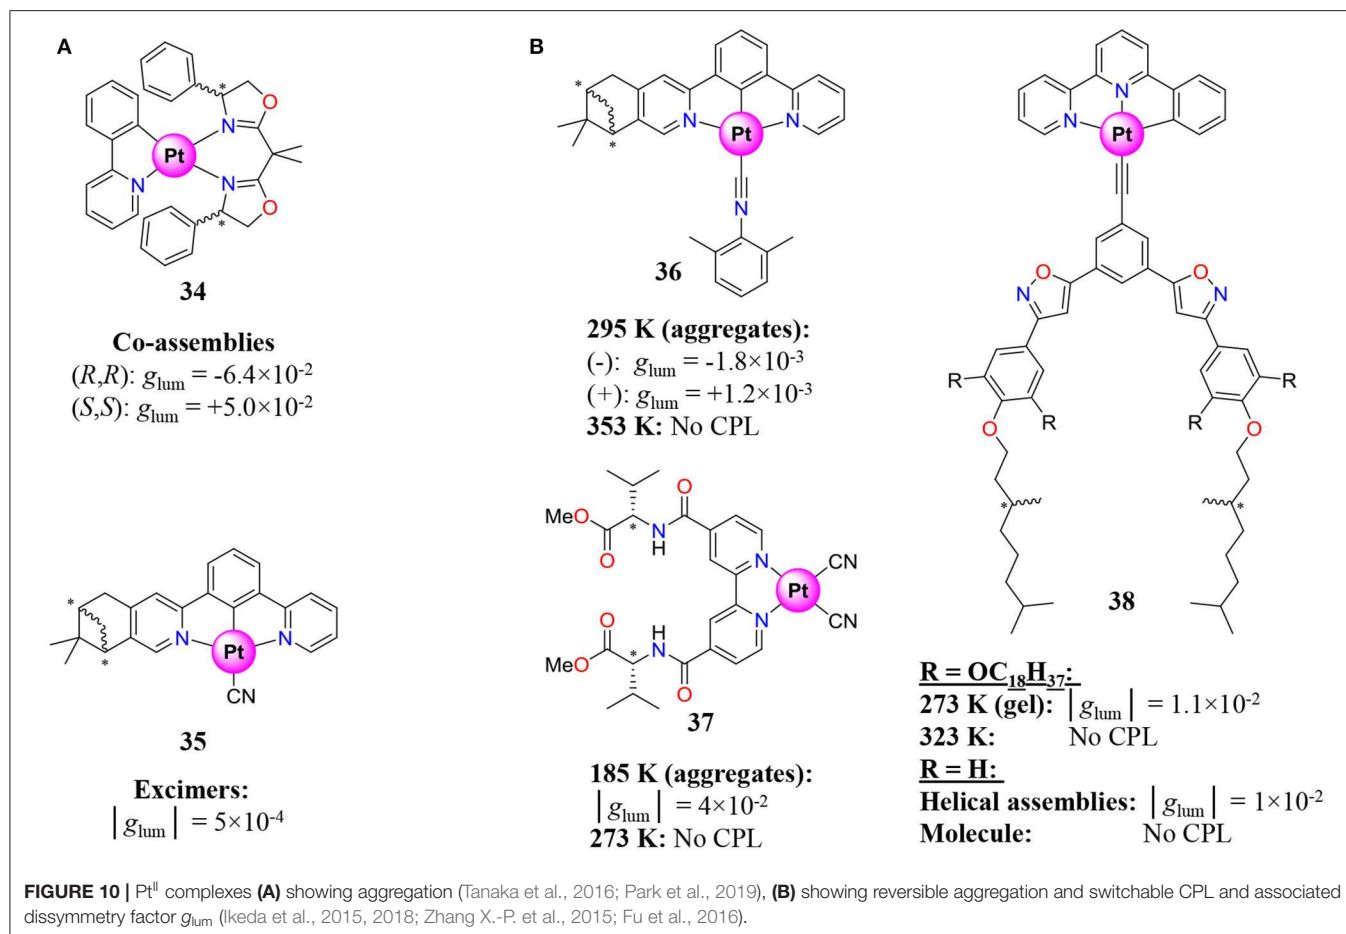 A
*
O
N
Pt
N
N
O
*
34
Co-assemblies
(R,R): glum = -6.4×10-2
(S,S): glum = +5.0×10-2
*
*
N
Pt
N
CN
35
Excimers:
|glum| = 5×10-4
B
*
*
N
Pt
N
N
36
295 K (aggregates):
(-): glum = -1.8×10-3
(+): glum = +1.2×10-3
353 K: No CPL
O
MeO
*
N
H
O
N
CN
Pt
CN
N
O
H
MeO
*
N
O
37
185 K (aggregates):
|glum| = 4×10-2
273 K: No CPL
N
N
Pt
O
N
O
N
R
R
R
R
O
O
*
*
38
R = OC18H37:
273 K (gel): |glum| = 1.1×10-2
323 K: No CPL
R = H:
Helical assemblies: |glum| = 1×10-2
Molecule: No CPL
FIGURE 10 | PtII complexes (A) showing aggregation (Tanaka et al., 2016; Park et al., 2019), (B) showing reversible aggregation and switchable CPL and associated
dissymmetry factor glum (Ikeda et al., 2015, 2018; Zhang X.-P. et al., 2015; Fu et al., 2016).